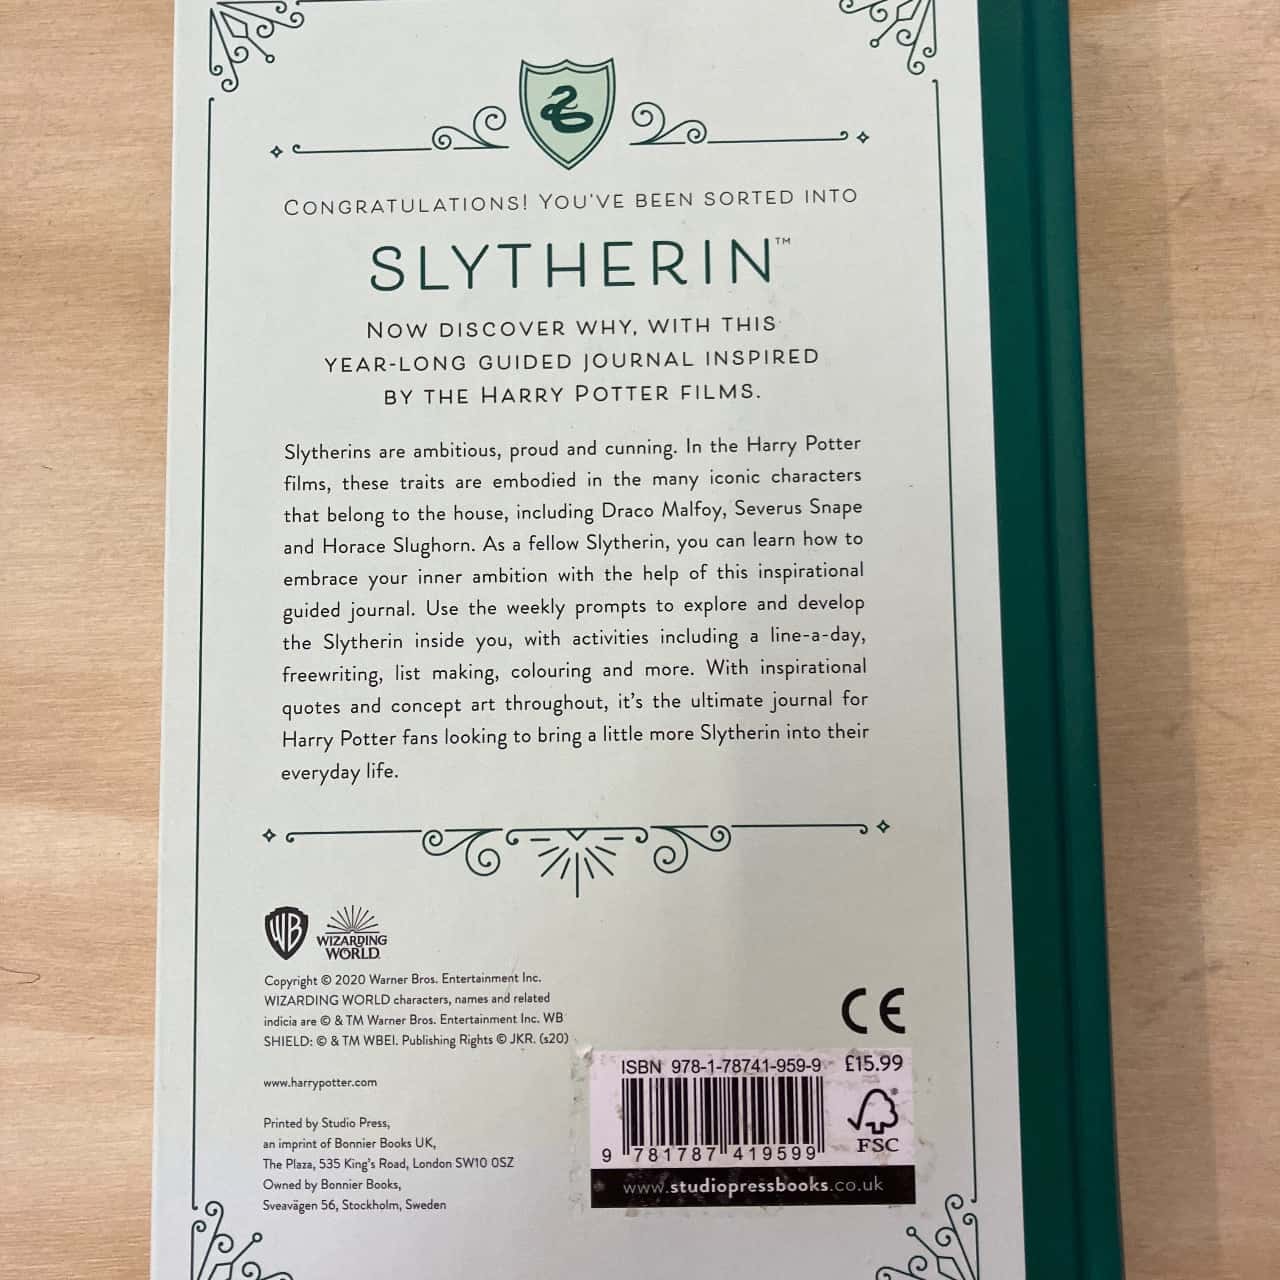 CONGRATULATIONS! YOU'VE BEEN SORTED INTO
SLYTHERIN™
NOW DISCOVER WHY, WITH THIS
YEAR-LONG GUIDED JOURNAL INSPIRED
BY THE HARRY POTTER FILMS.
Slytherins are ambitious, proud and cunning. In the Harry Potter
films, these traits are embodied in the many iconic characters
that belong to the house, including Draco Malfoy, Severus Snape
and Horace Slughorn. As a fellow Slytherin, you can learn how to
embrace your inner ambition with the help of this inspirational
guided journal. Use the weekly prompts to explore and develop
the Slytherin inside you, with activities including a line-a-day,
freewriting, list making, colouring and more. With inspirational
quotes and concept art throughout, it's the ultimate journal for
Harry Potter fans looking to bring a little more Slytherin into their
everyday life.
WB
WIZARDING
WORLD
Copyright © 2020 Warner Bros. Entertainment Inc.
WIZARDING WORLD characters, names and related
indicia are © & TM Warner Bros. Entertainment Inc. WB
SHIELD: © & TM WBEI. Publishing Rights © JKR. (s20)
www.harrypotter.com
Printed by Studio Press,
an imprint of Bonnier Books UK,
The Plaza, 535 King's Road, London SW10 0SZ
Owned by Bonnier Books,
Sveavägen 56, Stockholm, Sweden
CE
ISBN 978-1-78741-959-9 £15.99
9 781787 419599
FSC
www.studiopressbooks.co.uk